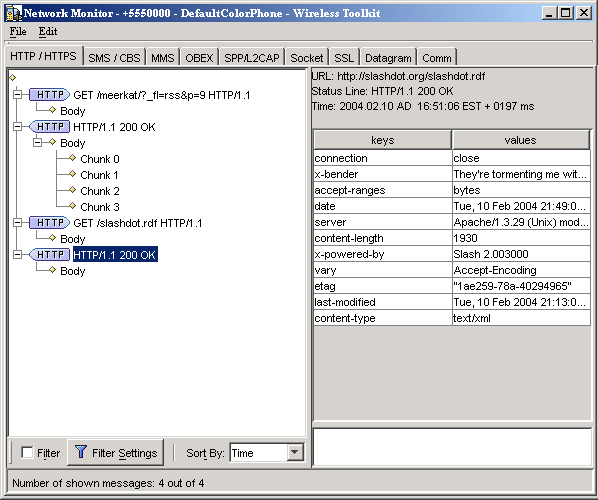 Network Monitor - +5550000 - DefaultColorPhone - Wireless Toolkit
File Edit
HTTP / HTTPS SMS / CBS MMS OBEX SPP/L2CAP Socket SSL Datagram Comm
HTTP GET /meerkat/?_fl=rss&p=9 HTTP/1.1
Body
HTTP HTTP/1.1 200 OK
Body
Chunk 0
Chunk 1
Chunk 2
Chunk 3
HTTP GET /slashdot.rdf HTTP/1.1
Body
HTTP HTTP/1.1 200 OK
Body
URL: http://slashdot.org/slashdot.rdf
Status Line: HTTP/1.1 200 OK
Time: 2004.02.10 AD 16:51:06 EST + 0197 ms
keys values
connection close
x-bender They're tormenting me wit...
accept-ranges bytes
date Tue, 10 Feb 2004 21:49:0...
server Apache/1.3.29 (Unix) mod...
content-length 1930
x-powered-by Slash 2.003000
vary Accept-Encoding
etag "1ae259-78a-40294965"
last-modified Tue, 10 Feb 2004 21:13:0...
content-type text/xml
Filter Filter Settings Sort By: Time
Number of shown messages: 4 out of 4